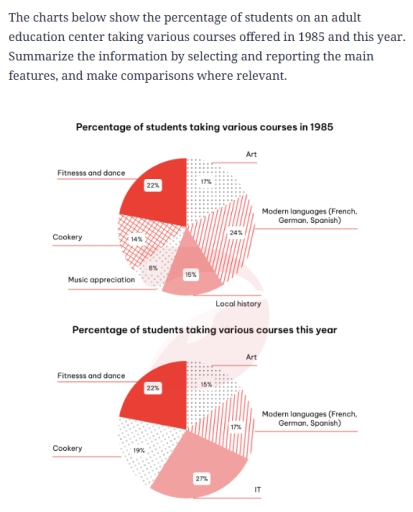 The charts below show the percentage of students on an adult
education center taking various courses offered in 1985 and this year.
Summarize the information by selecting and reporting the main
features, and make comparisons where relevant.
Percentage of students taking various courses in 1985
Art
Fitnesss and dance
22%
17%
Modern languages (French,
German, Spanish)
24%
Cookery
14%
8%
15%
Music appreciation
Local history
Percentage of students taking various courses this year
Art
Fitnesss and dance
22%
15%
Modern languages (French,
German, Spanish)
17%
Cookery
19%
27%
IT